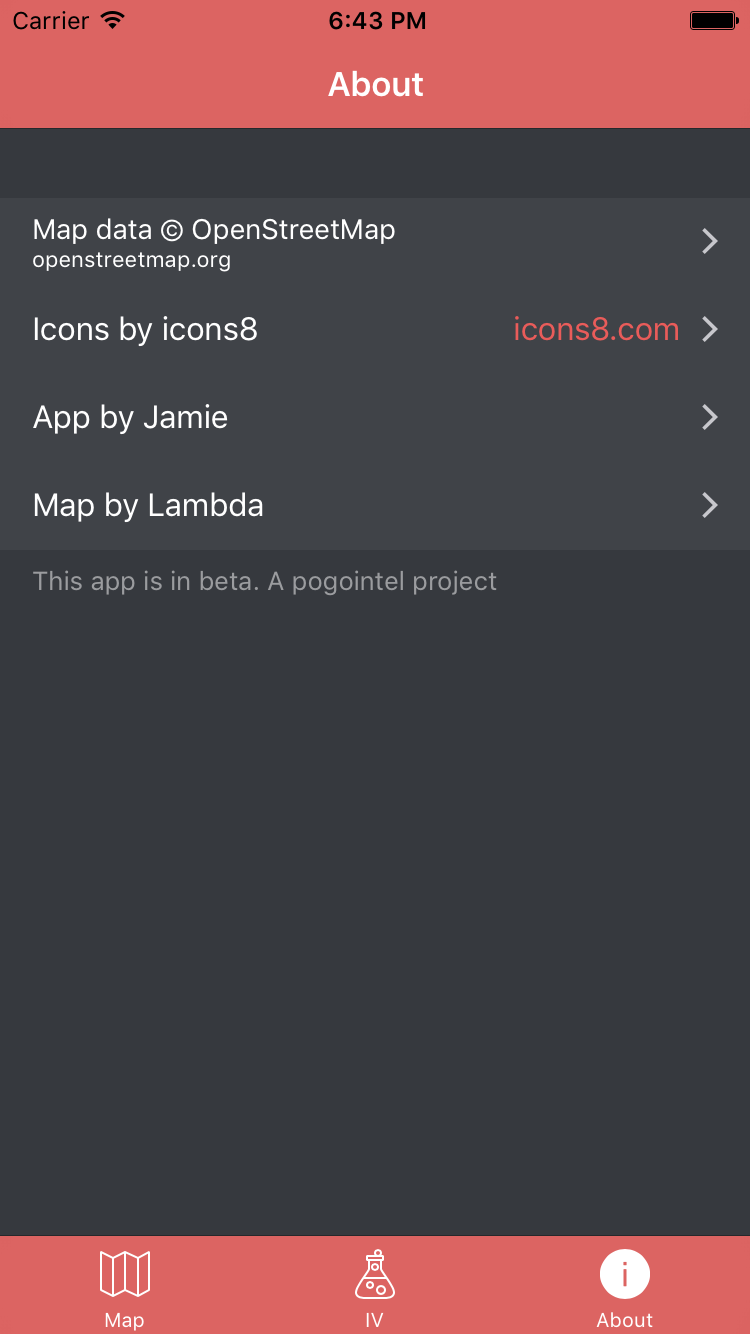 Carrier 6:43 PM
About
Map data © OpenStreetMap
openstreetmap.org
Icons by icons8 icons8.com
App by Jamie
Map by Lambda
This app is in beta. A pogointel project
Map IV About